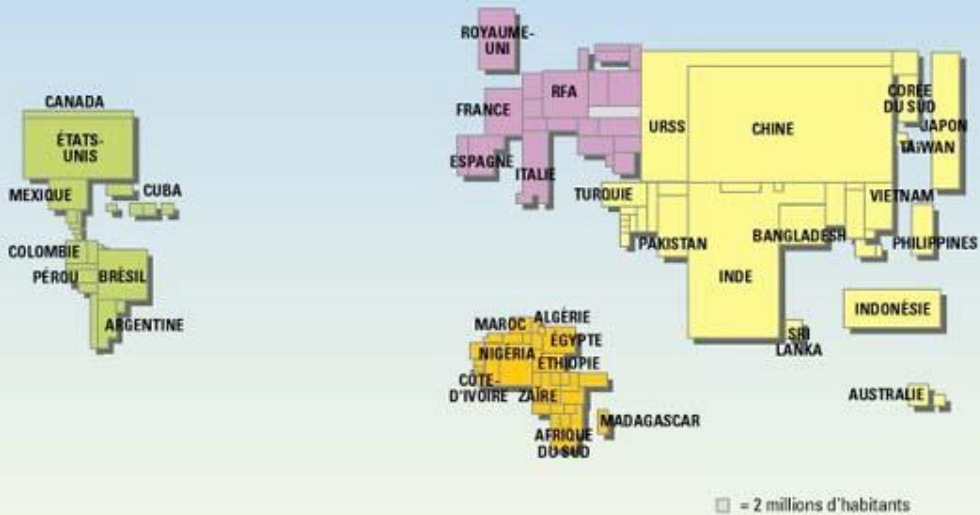 CANADA
ÉTATS-
UNIS
MEXIQUE
CUBA
COLOMBIE
PÉROU
BRÉSIL
ARGENTINE
ROYAUME-
UNI
FRANCE
RFA
ESPAGNE
ITALIE
URSS
CHINE
CORÉE
DU SUD
JAPON
TAÏWAN
TURQUIE
PAKISTAN
INDE
BANGLADESH
VIETNAM
PHILIPPINES
INDONÉSIE
SRI
LANKA
AUSTRALIE
MAROC
ALGÉRIE
ÉGYPTE
NIGÉRIA
ÉTHIOPIE
CÔTE-
D'IVOIRE
ZAÏRE
MADAGASCAR
AFRIQUE
DU SUD
= 2 millions d'habitants